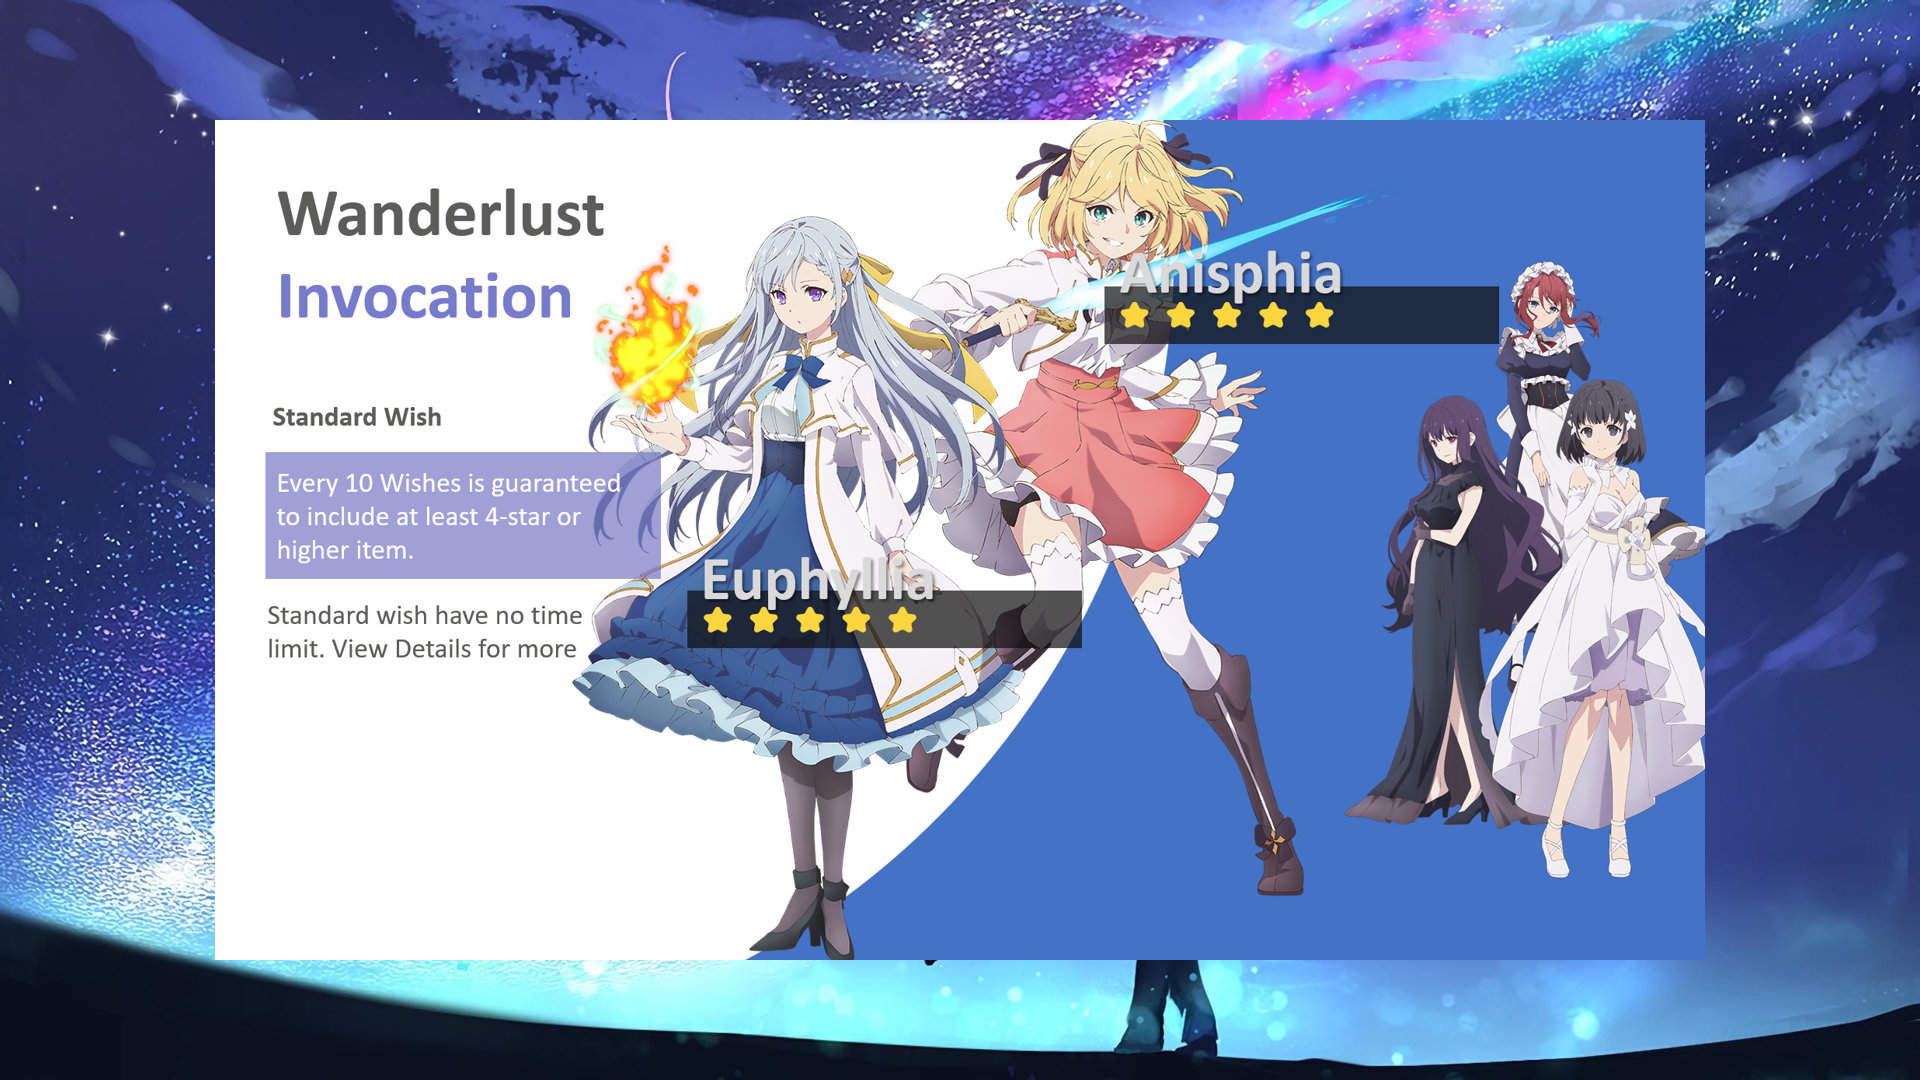 Wanderlust
Invocation
Standard Wish
Every 10 Wishes is guaranteed
to include at least 4-star or
higher item.
Standard wish have no time
limit. View Details for more
Euphyllia
Anisphia